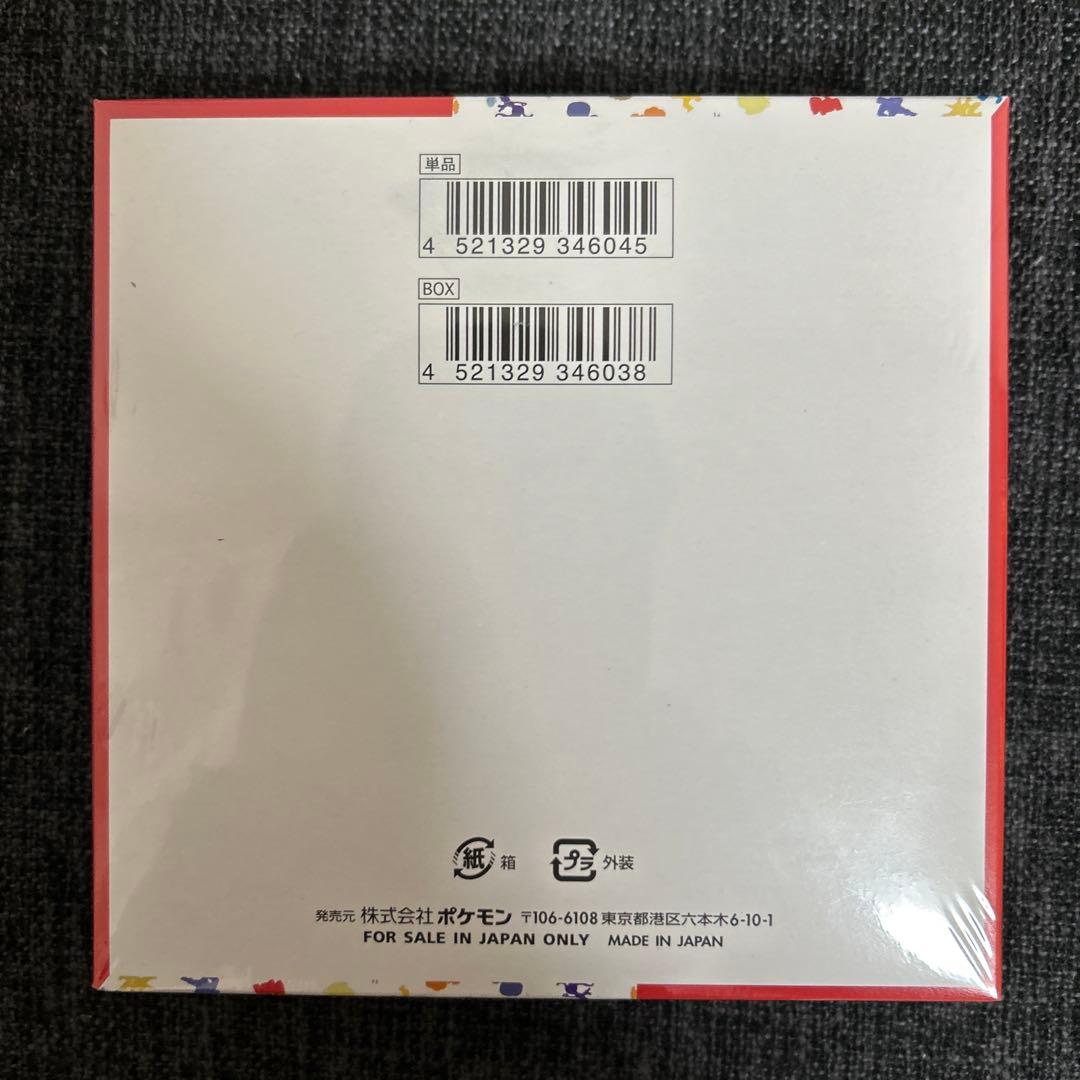 単品
4 521329 346045
BOX
4 521329 346038
紙 箱 プラ 外装
発売元 株式会社ポケモン 〒106-6108 東京都港区六本木6-10-1
FOR SALE IN JAPAN ONLY MADE IN JAPAN